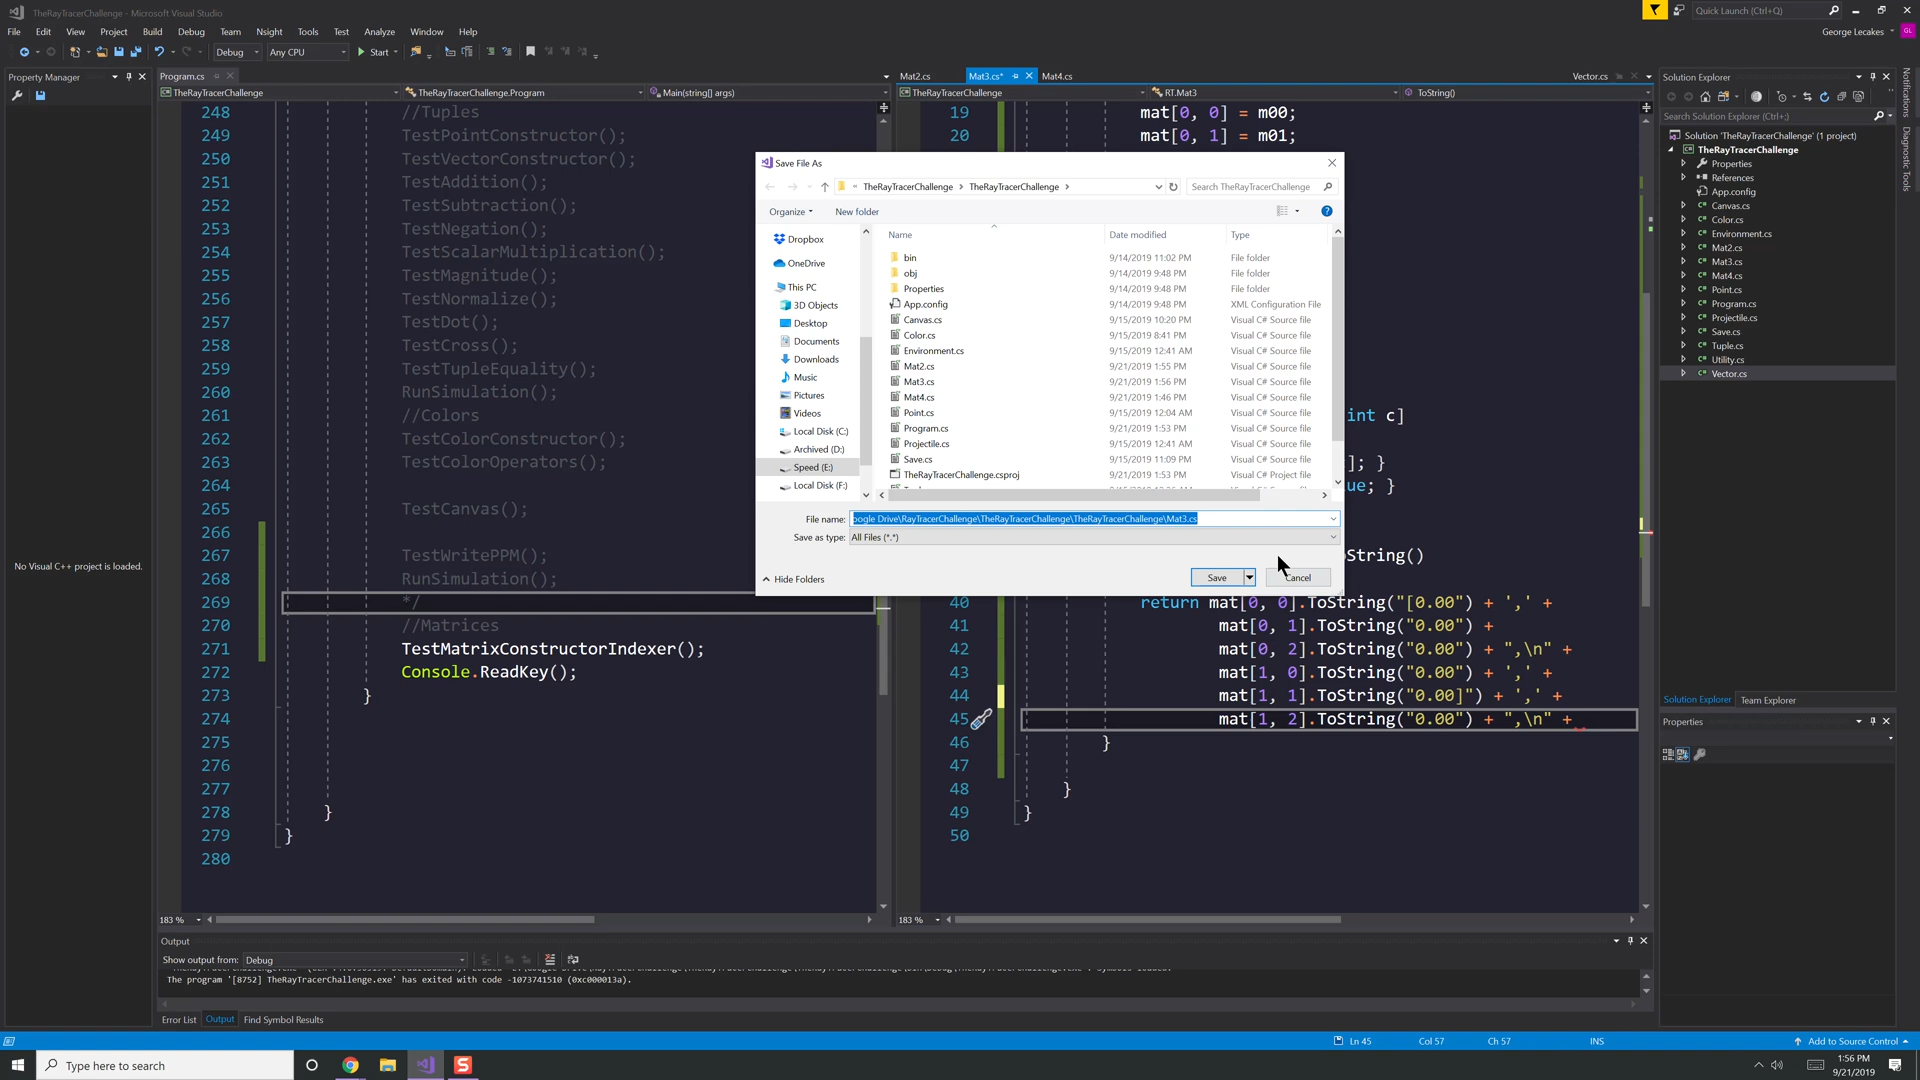 TheRayTracerChallenge - Microsoft Visual Studio
Quick Launch (Ctrl+Q)
File Edit View Project Build Debug Team Nsight Tools Test Analyze Window Help
George Lecakes GL
Debug Any CPU Start
Property Manager
Program.cs
Mat2.cs Mat3.cs* Mat4.cs Vector.cs
Solution Explorer
TheRayTracerChallenge TheRayTracerChallenge.Program Main(string[] args)
TheRayTracerChallenge RT.Mat3 ToString()
Search Solution Explorer (Ctrl+;)
Solution 'TheRayTracerChallenge' (1 project)
TheRayTracerChallenge
Properties
References
App.config
Canvas.cs
Color.cs
Environment.cs
Mat2.cs
Mat3.cs
Mat4.cs
Point.cs
Program.cs
Projectile.cs
Save.cs
Tuple.cs
Utility.cs
Vector.cs
Notifications
Diagnostic Tools
No Visual C++ project is loaded.
248 //Tuples
249 TestPointConstructor();
250 TestVectorConstructor();
251 TestAddition();
252 TestSubtraction();
253 TestNegation();
254 TestScalarMultiplication();
255 TestMagnitude();
256 TestNormalize();
257 TestDot();
258 TestCross();
259 TestTupleEquality();
260 RunSimulation();
261 //Colors
262 TestColorConstructor();
263 TestColorOperators();
264
265 TestCanvas();
266
267 TestWritePPM();
268 RunSimulation();
269 */
270 //Matrices
271 TestMatrixConstructorIndexer();
272 Console.ReadKey();
273 }
274
275
276
277
278 }
279 }
280
19 mat[0, 0] = m00;
20 mat[0, 1] = m01;
int c]
]; }
ue; }
String()
40 return mat[0, 0].ToString("[0.00") + ',' +
41 mat[0, 1].ToString("0.00") +
42 mat[0, 2].ToString("0.00") + ",\n" +
43 mat[1, 0].ToString("0.00") + ',' +
44 mat[1, 1].ToString("0.00]") + ',' +
45 mat[1, 2].ToString("0.00") + ",\n" +
46 }
47
48 }
49 }
50
Save File As
« TheRayTracerChallenge › TheRayTracerChallenge ›
Search TheRayTracerChallenge
Organize New folder
Dropbox
OneDrive
This PC
3D Objects
Desktop
Documents
Downloads
Music
Pictures
Videos
Local Disk (C:)
Archived (D:)
Speed (E:)
Local Disk (F:)
Name Date modified Type
bin 9/14/2019 11:02 PM File folder
obj 9/14/2019 9:48 PM File folder
Properties 9/14/2019 9:48 PM File folder
App.config 9/14/2019 9:48 PM XML Configuration File
Canvas.cs 9/15/2019 10:20 PM Visual C# Source file
Color.cs 9/15/2019 8:41 PM Visual C# Source file
Environment.cs 9/15/2019 12:41 AM Visual C# Source file
Mat2.cs 9/21/2019 1:55 PM Visual C# Source file
Mat3.cs 9/21/2019 1:56 PM Visual C# Source file
Mat4.cs 9/21/2019 1:46 PM Visual C# Source file
Point.cs 9/15/2019 12:04 AM Visual C# Source file
Program.cs 9/21/2019 1:53 PM Visual C# Source file
Projectile.cs 9/15/2019 12:41 AM Visual C# Source file
Save.cs 9/15/2019 11:09 PM Visual C# Source file
TheRayTracerChallenge.csproj 9/21/2019 1:53 PM Visual C# Project file
File name: oogle Drive\RayTracerChallenge\TheRayTracerChallenge\TheRayTracerChallenge\Mat3.cs
Save as type: All Files (*.*)
Hide Folders Save Cancel
Solution Explorer Team Explorer
Properties
183 % 183 %
Output
Show output from: Debug
The program '[8752] TheRayTracerChallenge.exe' has exited with code -1073741510 (0xc000013a).
Error List Output Find Symbol Results
Ln 45 Col 57 Ch 57 INS Add to Source Control
Type here to search
1:56 PM
9/21/2019